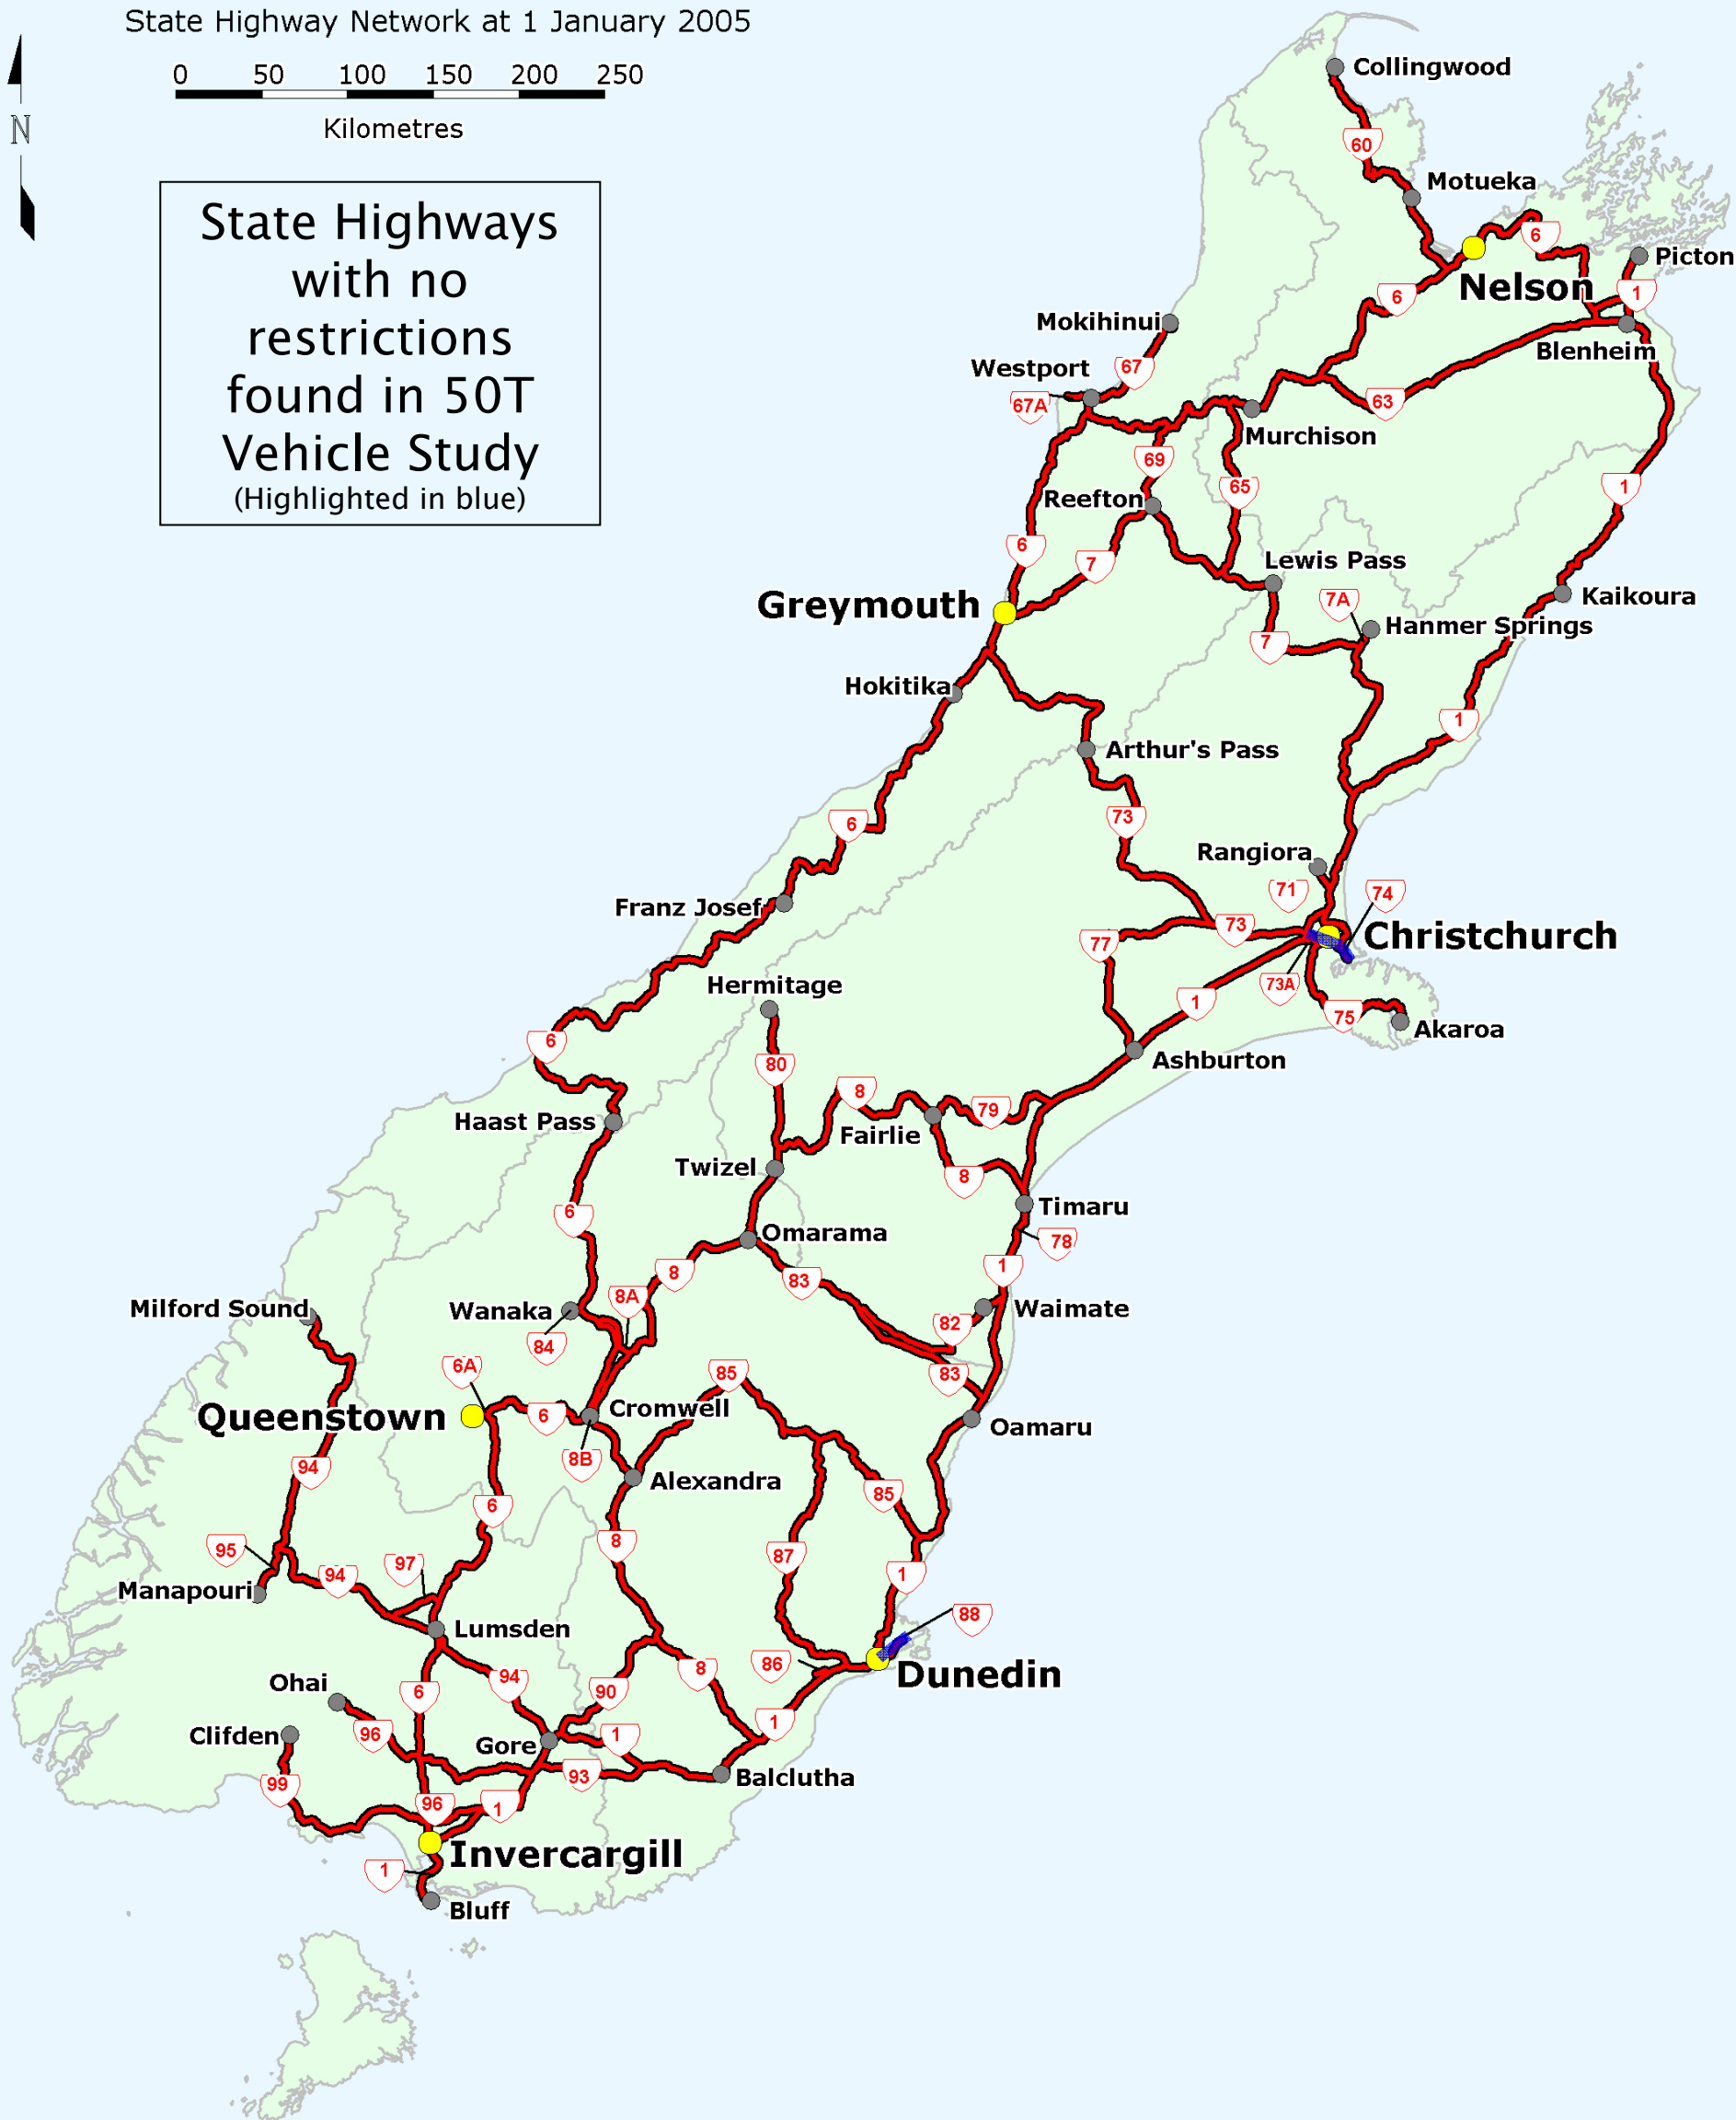 State Highway Network at 1 January 2005
0 50 100 150 200 250
Kilometres
N
State Highways
with no
restrictions
found in 50T
Vehicle Study
(Highlighted in blue)
Collingwood
60
Motueka
6
Picton
Nelson
1
6
Mokihinui
Blenheim
Westport
67
67A
63
Murchison
69
65
1
Reefton
6
7
Lewis Pass
Greymouth
7A
Kaikoura
Hanmer Springs
7
Hokitika
1
Arthur's Pass
73
6
Rangiora
71
74
Franz Josef
73
Christchurch
77
Hermitage
73A
1
75
Akaroa
6
Ashburton
80
8
79
Haast Pass
Fairlie
Twizel
8
Timaru
6
Omarama
78
8
83
1
8A
Milford Sound
Wanaka
Waimate
82
84
6A
85
83
Queenstown
6
Cromwell
Oamaru
8B
94
Alexandra
85
6
8
95
97
87
94
1
Manapouri
88
Lumsden
86
8
Dunedin
Ohai
94
6
90
1
96
1
Clifden
Gore
93
Balclutha
99
96
1
Invercargill
1
Bluff